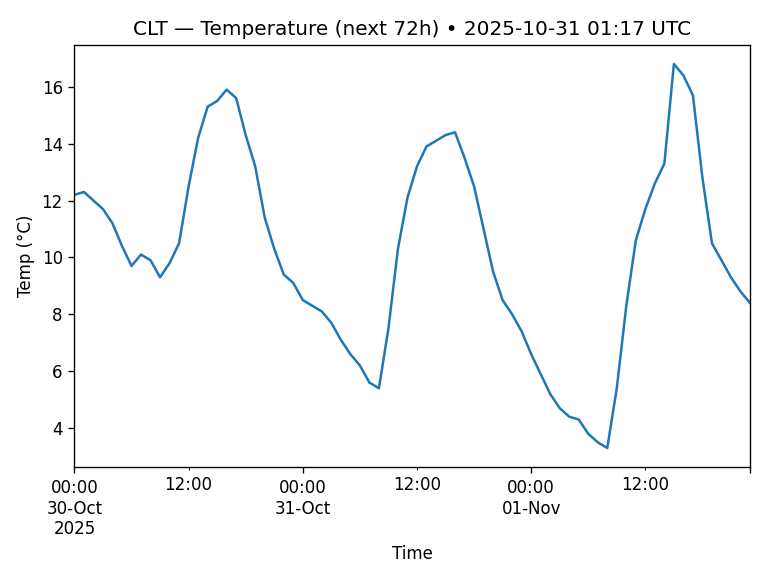 CLT — Temperature (next 72h) • 2025-10-31 01:17 UTC
Temp (°C)
16
14
12
10
8
6
4
00:00 12:00 00:00 12:00 00:00 12:00
30-Oct 31-Oct 01-Nov
2025
Time